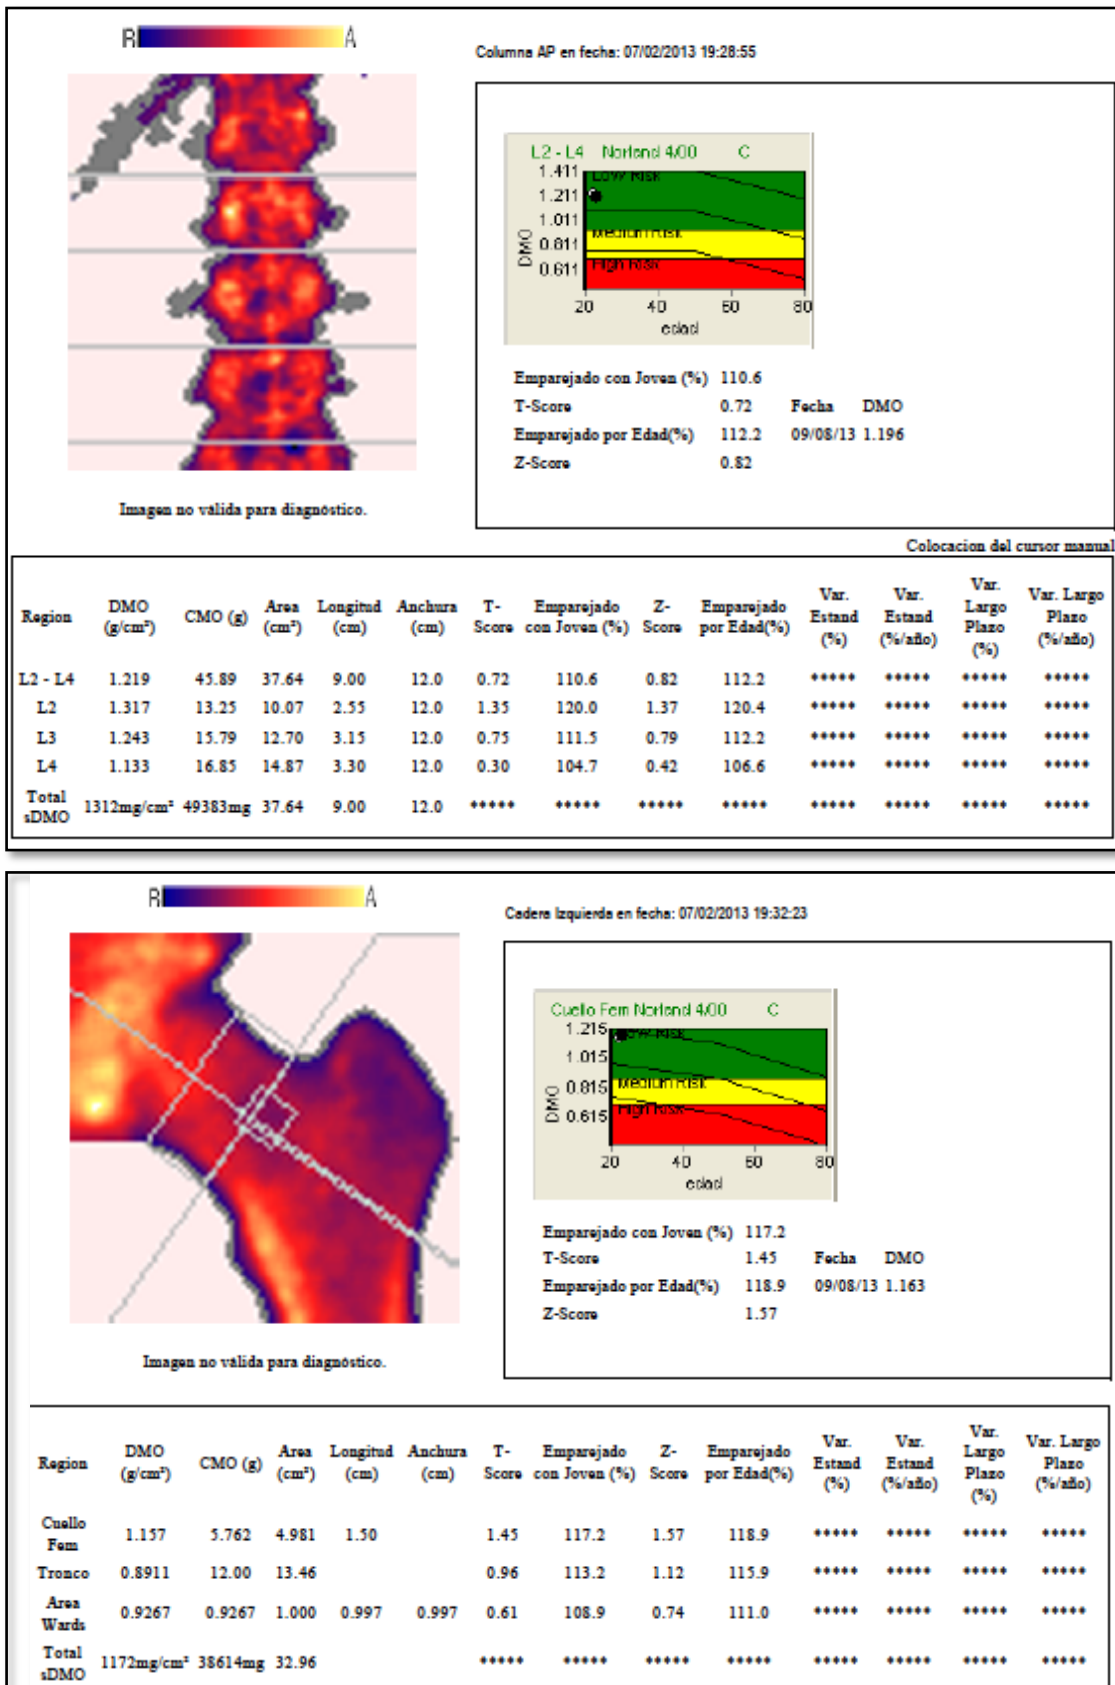 R A
Columna AP en fecha: 07/02/2013 19:28:55
L2 - L4 Norland 4/00 C
1.411
Low Risk
1.211
1.011
Medium Risk
0.811
High Risk
0.611
DMO
20 40 60 80
edad
Emparejado con Joven (%) 110.6
T-Score 0.72 Fecha DMO
Emparejado por Edad(%) 112.2 09/08/13 1.196
Z-Score 0.82
Imagen no válida para diagnóstico.
Colocacion del cursor manual
Region DMO (g/cm²) CMO (g) Area (cm²) Longitud (cm) Anchura (cm) T-Score Emparejado con Joven (%) Z-Score Emparejado por Edad(%) Var. Estand (%) Var. Estand (%/año) Var. Largo Plazo (%) Var. Largo Plazo (%/año)
L2 - L4 1.219 45.89 37.64 9.00 12.0 0.72 110.6 0.82 112.2 ***** ***** ***** *****
L2 1.317 13.25 10.07 2.55 12.0 1.35 120.0 1.37 120.4 ***** ***** ***** *****
L3 1.243 15.79 12.70 3.15 12.0 0.75 111.5 0.79 112.2 ***** ***** ***** *****
L4 1.133 16.85 14.87 3.30 12.0 0.30 104.7 0.42 106.6 ***** ***** ***** *****
Total sDMO 1312mg/cm² 49383mg 37.64 9.00 12.0 ***** ***** ***** ***** ***** ***** ***** *****
R A
Cadera Izquierda en fecha: 07/02/2013 19:32:23
Cuello Fem Norland 4/00 C
1.215
1.015
0.815
Medium Risk
High Risk
0.615
DMO
20 40 60 80
edad
Emparejado con Joven (%) 117.2
T-Score 1.45 Fecha DMO
Emparejado por Edad(%) 118.9 09/08/13 1.163
Z-Score 1.57
Imagen no válida para diagnóstico.
Region DMO (g/cm²) CMO (g) Area (cm²) Longitud (cm) Anchura (cm) T-Score Emparejado con Joven (%) Z-Score Emparejado por Edad(%) Var. Estand (%) Var. Estand (%/año) Var. Largo Plazo (%) Var. Largo Plazo (%/año)
Cuello Fem 1.157 5.762 4.981 1.50 1.45 117.2 1.57 118.9 ***** ***** ***** *****
Tronco 0.8911 12.00 13.46 0.96 113.2 1.12 115.9 ***** ***** ***** *****
Area Wards 0.9267 0.9267 1.000 0.997 0.997 0.61 108.9 0.74 111.0 ***** ***** ***** *****
Total sDMO 1172mg/cm² 38614mg 32.96 ***** ***** ***** ***** ***** ***** ***** *****